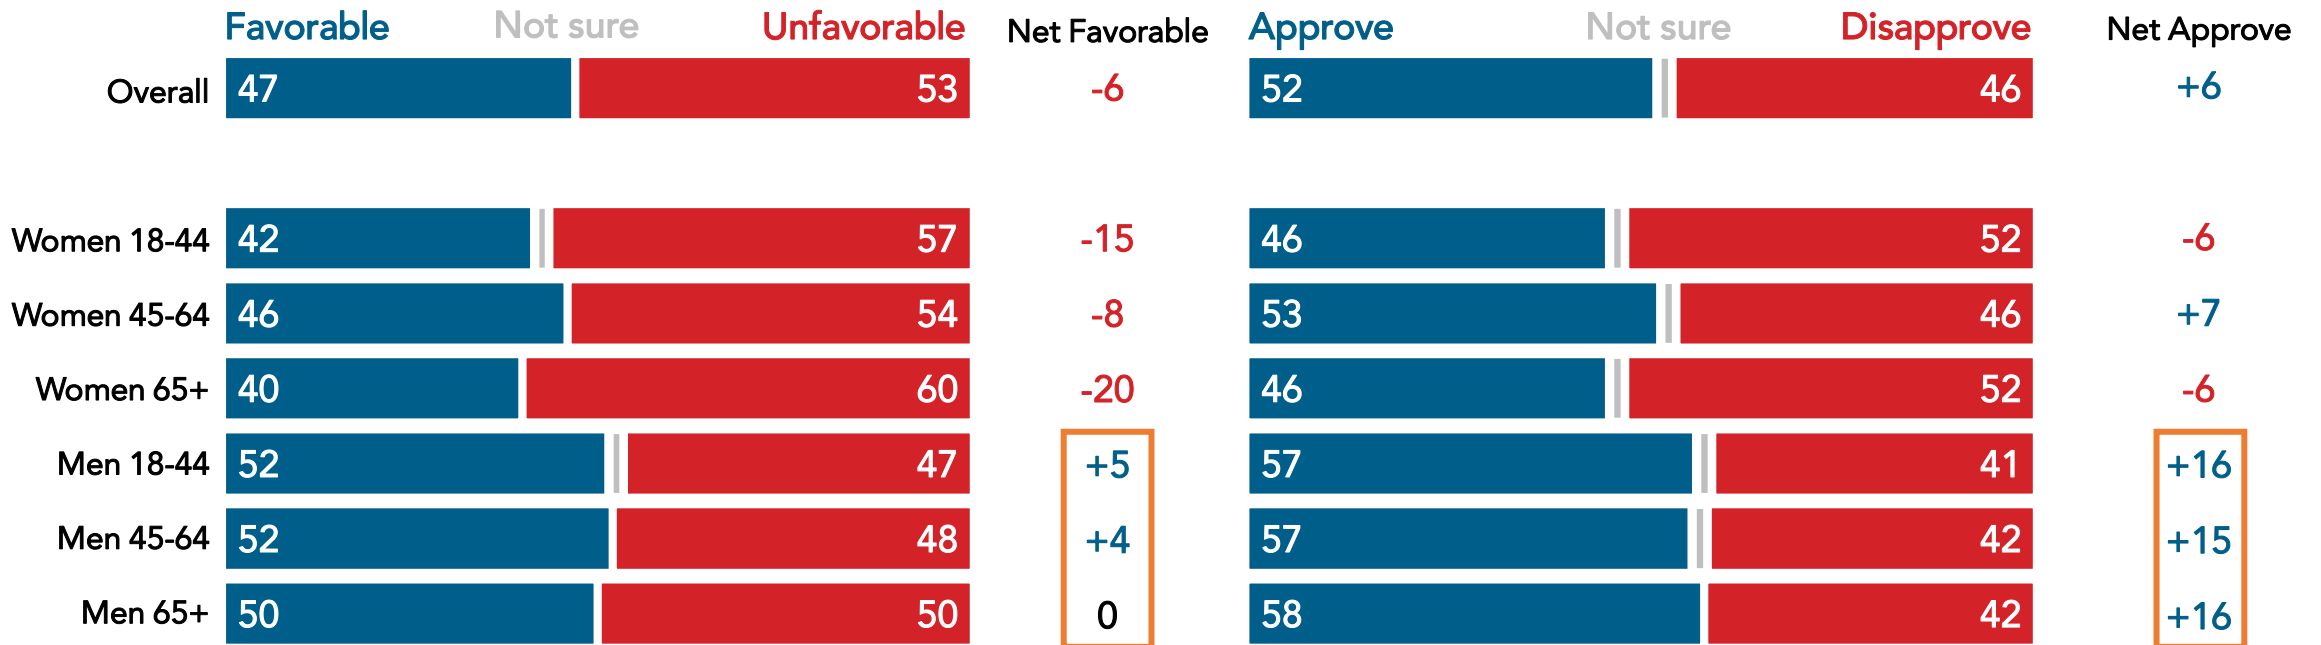 Favorable Not sure Unfavorable Net Favorable Approve Not sure Disapprove Net Approve
Overall 47 53 -6 52 46 +6
Women 18-44 42 57 -15 46 52 -6
Women 45-64 46 54 -8 53 46 +7
Women 65+ 40 60 -20 46 52 -6
Men 18-44 52 47 +5 57 41 +16
Men 45-64 52 48 +4 57 42 +15
Men 65+ 50 50 0 58 42 +16